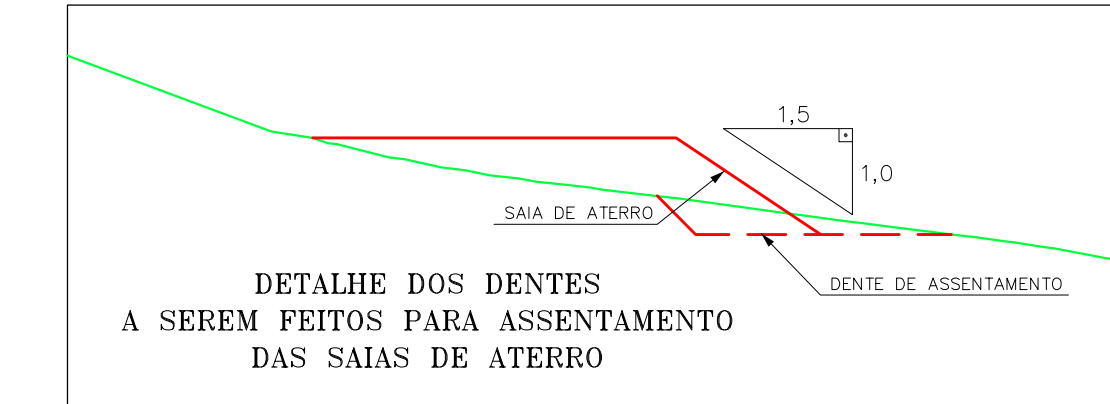 1,5
1,0
SAIA DE ATERRO
DENTE DE ASSENTAMENTO
DETALHE DOS DENTES
A SEREM FEITOS PARA ASSENTAMENTO
DAS SAIAS DE ATERRO